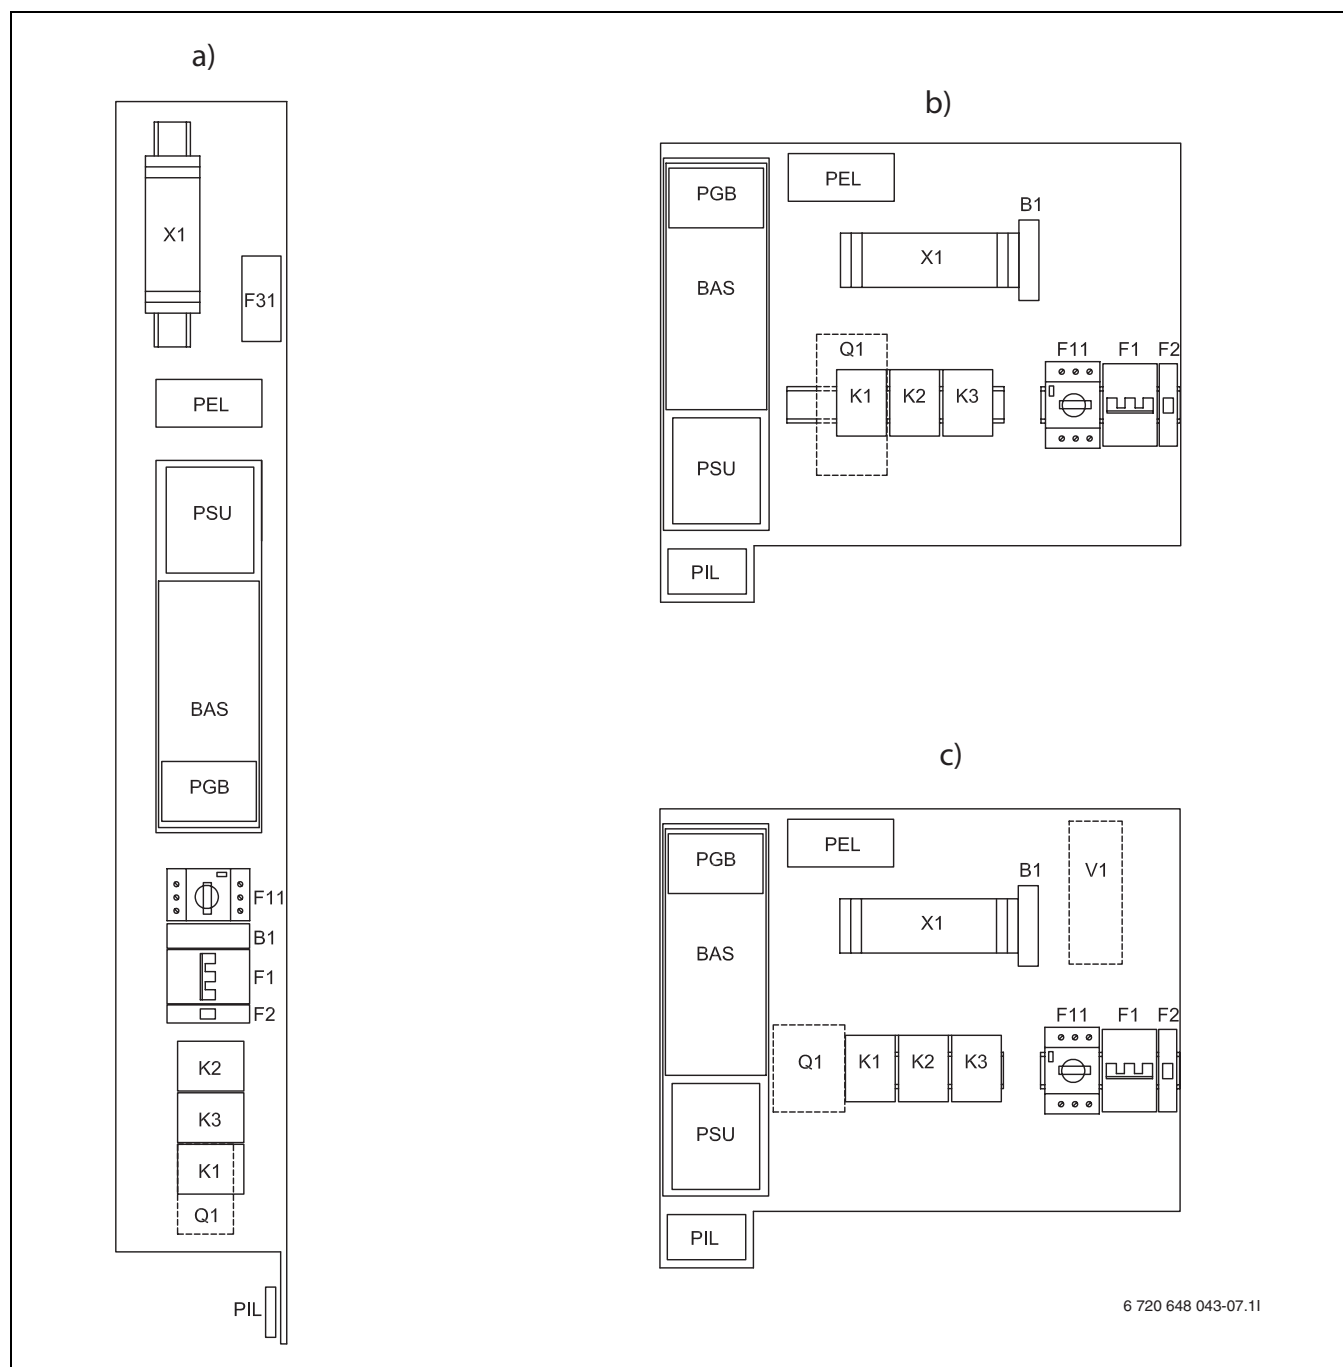 a)
X1
F31
PEL
PSU
BAS
PGB
F11
B1
F1
F2
K2
K3
K1
Q1
PIL
b)
PGB
PEL
B1
X1
BAS
Q1
F11
F1
F2
K1
K2
K3
PSU
PIL
c)
PGB
PEL
B1
V1
X1
BAS
F11
F1
F2
Q1
K1
K2
K3
PSU
PIL
6 720 648 043-07.1I